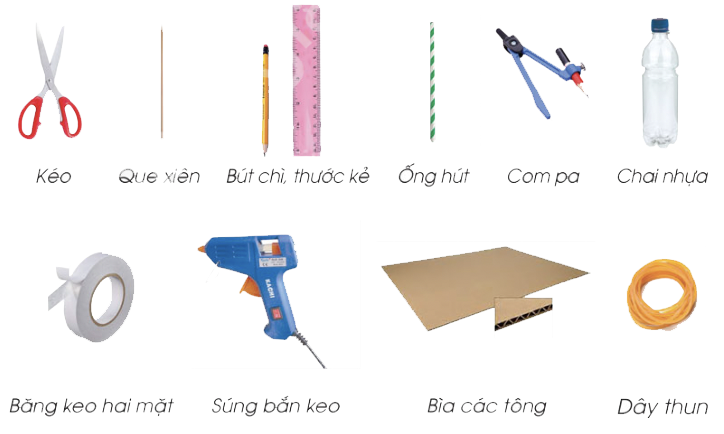 Kéo
Que xiên
Bút chì, thước kẻ
Ống hút
Com pa
Chai nhựa
KACHI
Băng keo hai mặt
Súng bắn keo
Bìa các tông
Dây thun